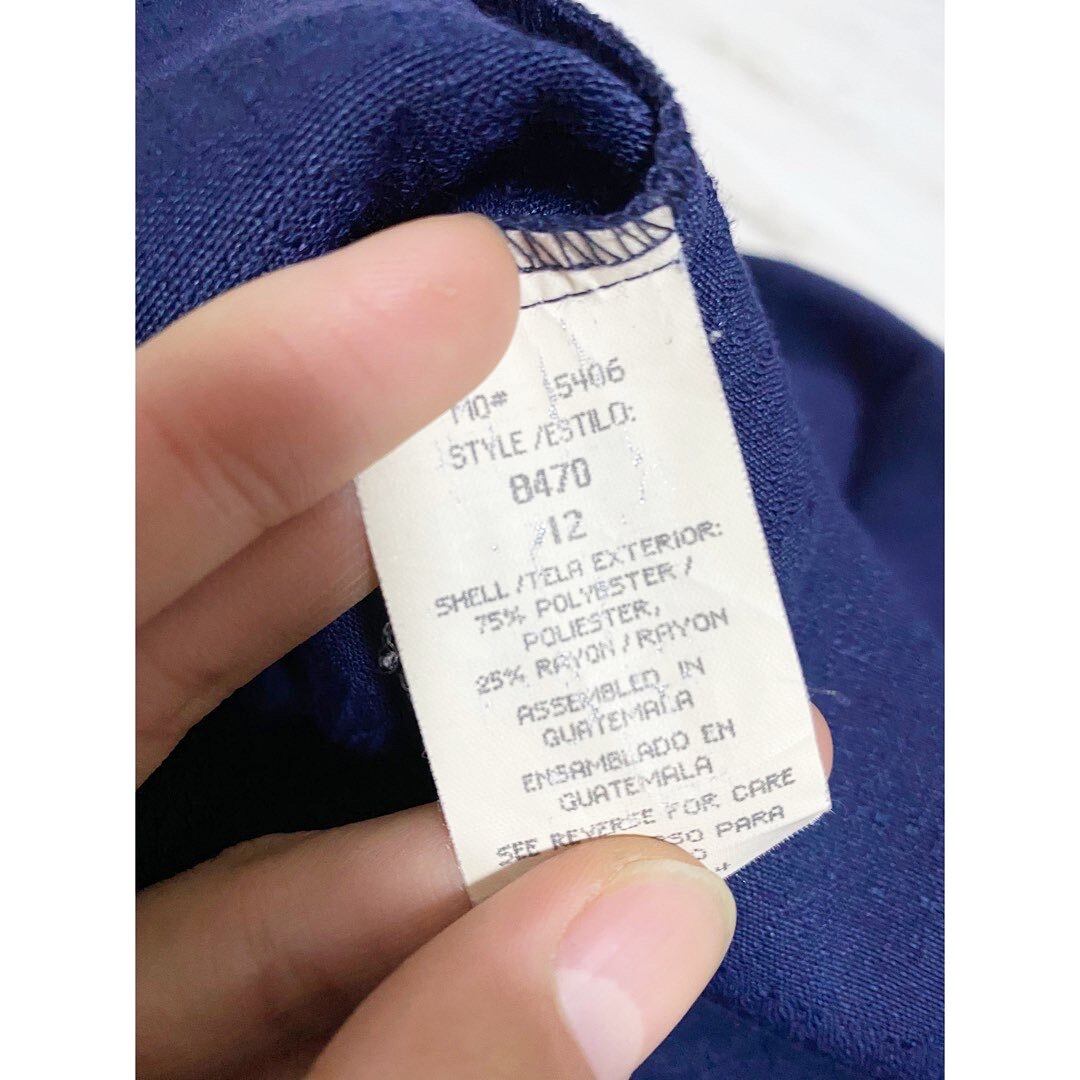 MO# 5406
STYLE /ESTILO:
8470
12
SHELL /TELA EXTERIOR:
75% POLYESTER /
POLIESTER,
25% RAYON / RAYON
ASSEMBLED IN
GUATEMALA
ENSAMBLADO EN
GUATEMALA
SEE REVERSE FOR CARE
PARA